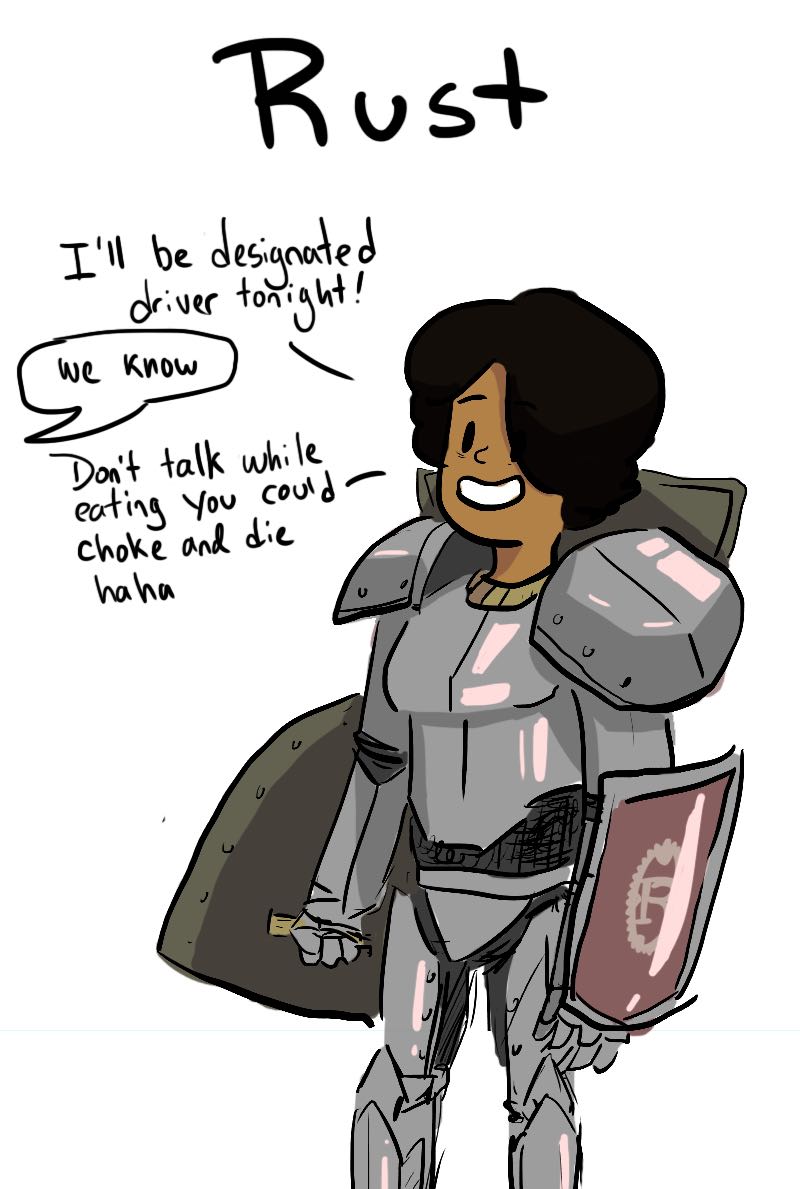 Rust
I'll be designated
driver tonight!
We know
Don't talk while
eating you could
choke and die
haha
R